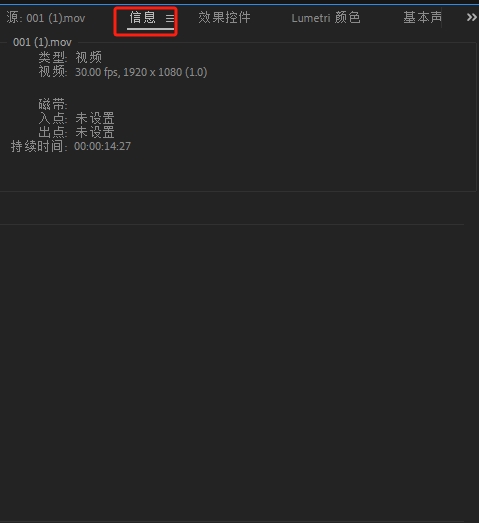 源: 001 (1).mov 信息 ☰ 效果控件 Lumetri 颜色 基本声 »
001 (1).mov
类型: 视频
视频: 30.00 fps, 1920 x 1080 (1.0)
磁带:
入点: 未设置
出点: 未设置
持续时间: 00:00:14:27